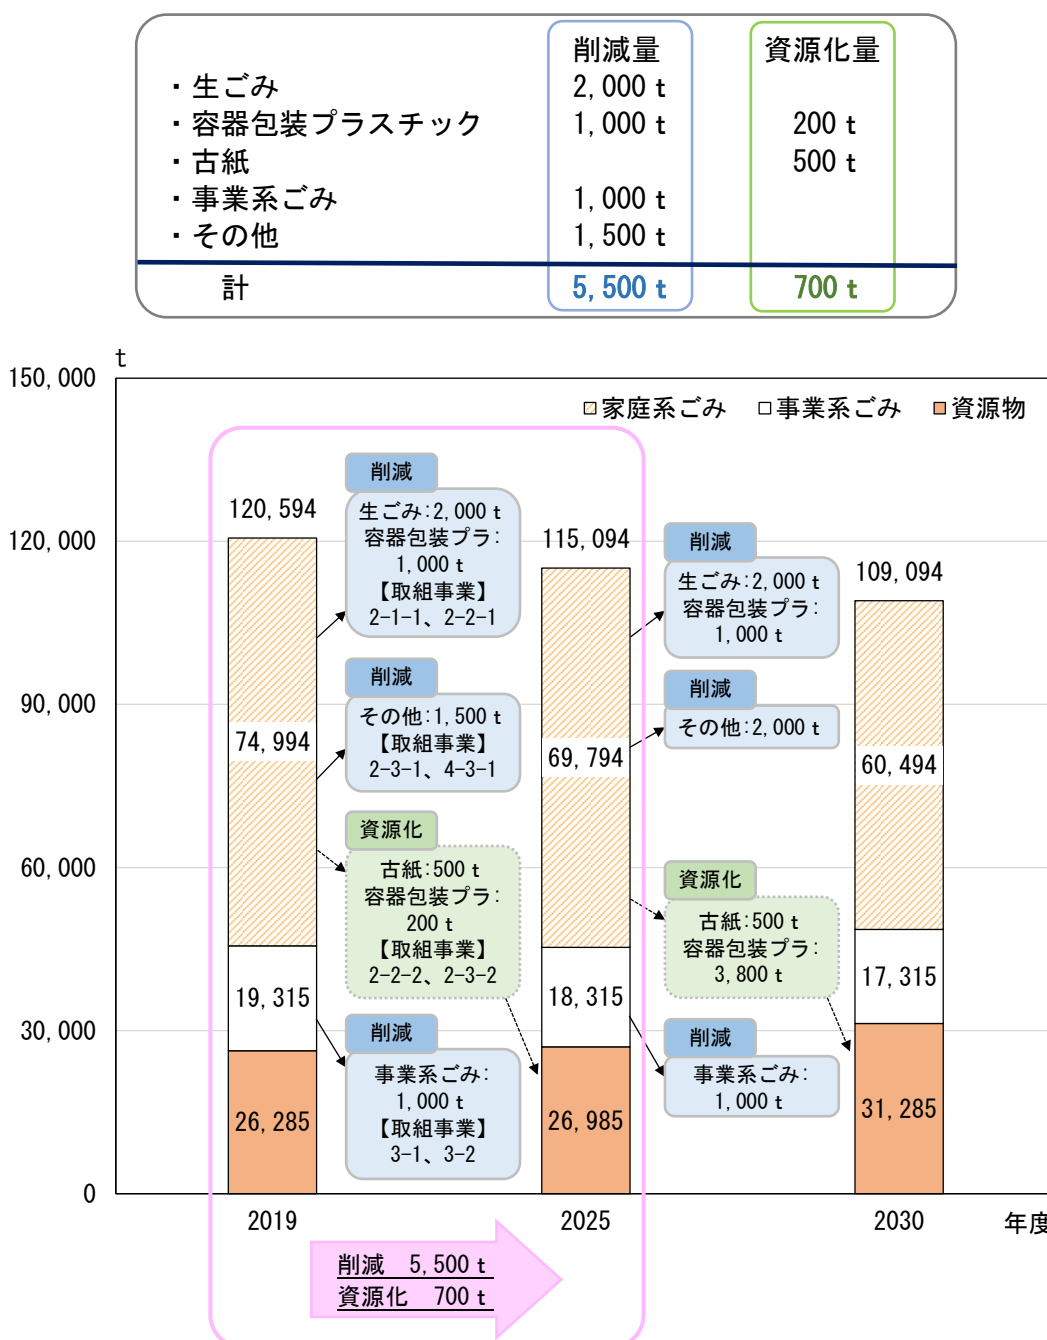 削減量 資源化量
・生ごみ 2,000 t
・容器包装プラスチック 1,000 t 200 t
・古紙 500 t
・事業系ごみ 1,000 t
・その他 1,500 t
計 5,500 t 700 t
t
150,000
120,000
90,000
60,000
30,000
0
家庭系ごみ 事業系ごみ 資源物
120,594
74,994
19,315
26,285
削減
生ごみ:2,000 t
容器包装プラ:
1,000 t
【取組事業】
2-1-1、2-2-1
削減
その他:1,500 t
【取組事業】
2-3-1、4-3-1
資源化
古紙:500 t
容器包装プラ:
200 t
【取組事業】
2-2-2、2-3-2
削減
事業系ごみ:
1,000 t
【取組事業】
3-1、3-2
115,094
69,794
18,315
26,985
削減
生ごみ:2,000 t
容器包装プラ:
1,000 t
削減
その他:2,000 t
資源化
古紙:500 t
容器包装プラ:
3,800 t
削減
事業系ごみ:
1,000 t
109,094
60,494
17,315
31,285
2019 2025 2030 年度
削減 5,500 t
資源化 700 t